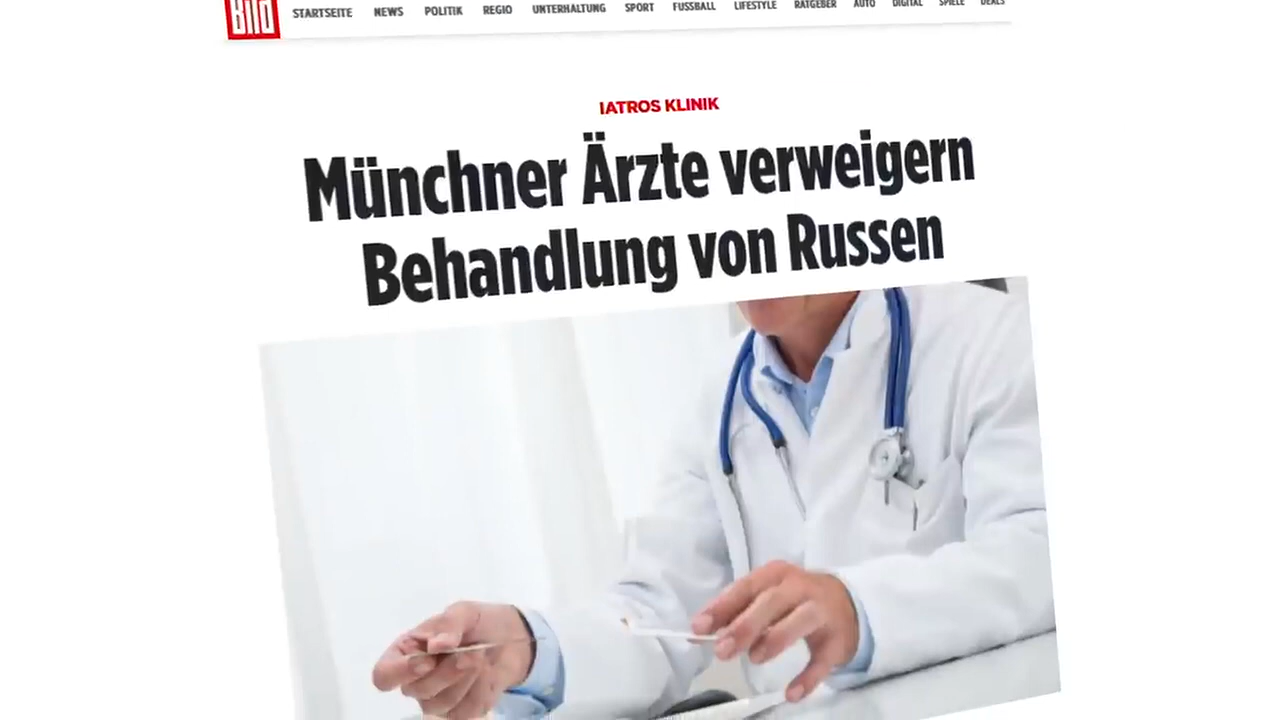 Bild
STARTSEITE NEWS POLITIK REGIO UNTERHALTUNG SPORT FUSSBALL LIFESTYLE RATGEBER AUTO DIGITAL SPIELE DEALS
IATROS KLINIK
Münchner Ärzte verweigern
Behandlung von Russen